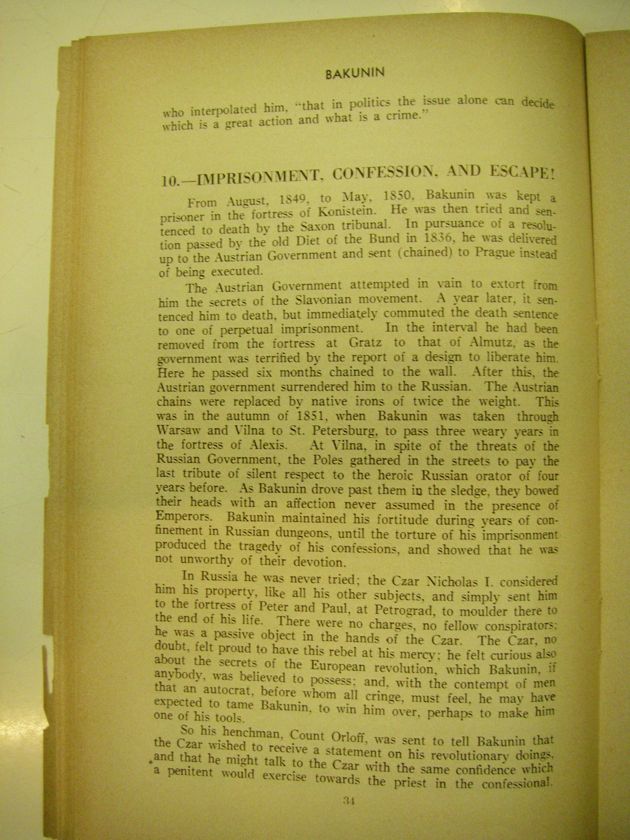 BAKUNIN
who interpolated him, "that in politics the issue alone can decide
which is a great action and what is a crime."
10.—IMPRISONMENT, CONFESSION, AND ESCAPE!
From August, 1849, to May, 1850, Bakunin was kept a
prisoner in the fortress of Konistein. He was then tried and sen-
tenced to death by the Saxon tribunal. In pursuance of a resolu-
tion passed by the old Diet of the Bund in 1836, he was delivered
up to the Austrian Government and sent (chained) to Prague instead
of being executed.
The Austrian Government attempted in vain to extort from
him the secrets of the Slavonian movement. A year later, it sen-
tenced him to death, but immediately commuted the death sentence
to one of perpetual imprisonment. In the interval he had been
removed from the fortress at Gratz to that of Almutz, as the
government was terrified by the report of a design to liberate him.
Here he passed six months chained to the wall. After this, the
Austrian government surrendered him to the Russian. The Austrian
chains were replaced by native irons of twice the weight. This
was in the autumn of 1851, when Bakunin was taken through
Warsaw and Vilna to St. Petersburg, to pass three weary years in
the fortress of Alexis. At Vilna, in spite of the threats of the
Russian Government, the Poles gathered in the streets to pay the
last tribute of silent respect to the heroic Russian orator of four
years before. As Bakunin drove past them in the sledge, they bowed
their heads with an affection never assumed in the presence of
Emperors. Bakunin maintained his fortitude during years of con-
finement in Russian dungeons, until the torture of his imprisonment
produced the tragedy of his confessions, and showed that he was
not unworthy of their devotion.
In Russia he was never tried; the Czar Nicholas I. considered
him his property, like all his other subjects, and simply sent him
to the fortress of Peter and Paul, at Petrograd, to moulder there to
the end of his life. There were no charges, no fellow conspirators;
he was a passive object in the hands of the Czar. The Czar, no
doubt, felt proud to have this rebel at his mercy; he felt curious also
about the secrets of the European revolution, which Bakunin, if
anybody, was believed to possess; and, with the contempt of men
that an autocrat, before whom all cringe, must feel, he may have
expected to tame Bakunin, to win him over, perhaps to make him
one of his tools.
So his henchman, Count Orloff, was sent to tell Bakunin that
the Czar wished to receive a statement on his revolutionary doings,
and that he might talk to the Czar with the same confidence which
a penitent would exercise towards the priest in the confessional.
34